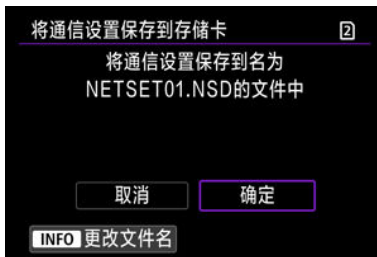 将通信设置保存到存储卡 2
将通信设置保存到名为
NETSET01.NSD的文件中
取消 确定
INFO 更改文件名